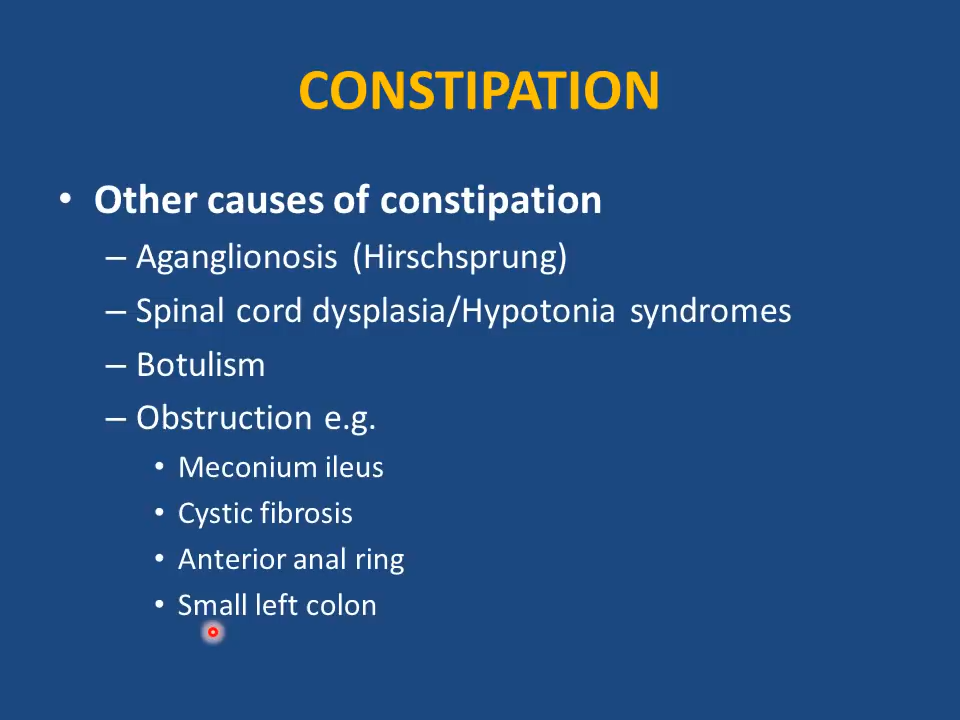 CONSTIPATION
• Other causes of constipation
– Aganglionosis (Hirschsprung)
– Spinal cord dysplasia/Hypotonia syndromes
– Botulism
– Obstruction e.g.
• Meconium ileus
• Cystic fibrosis
• Anterior anal ring
• Small left colon